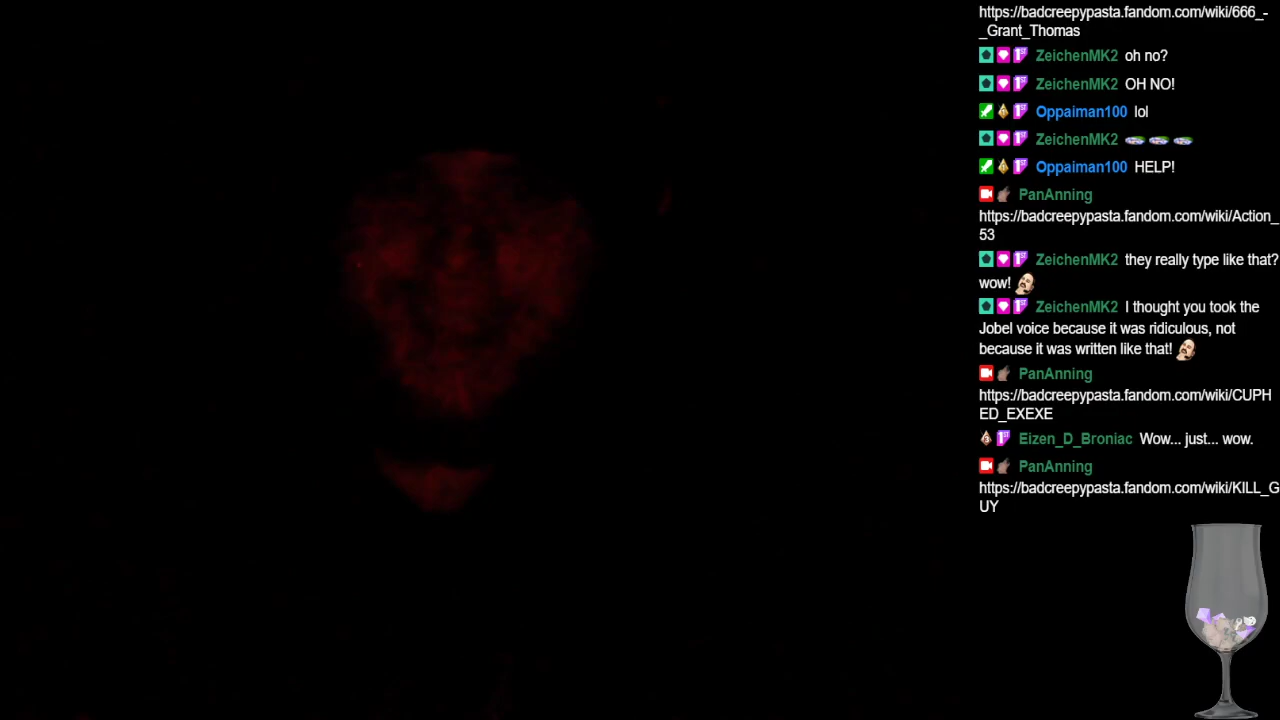 https://badcreepypasta.fandom.com/wiki/666_-
_Grant_Thomas
ZeichenMK2 oh no?
ZeichenMK2 OH NO!
Oppaiman100 lol
ZeichenMK2
Oppaiman100 HELP!
PanAnning
https://badcreepypasta.fandom.com/wiki/Action_
53
ZeichenMK2 they really type like that?
wow!
ZeichenMK2 I thought you took the
Jobel voice because it was ridiculous, not
because it was written like that!
PanAnning
https://badcreepypasta.fandom.com/wiki/CUPH
ED_EXEXE
Eizen_D_Broniac Wow... just... wow.
PanAnning
https://badcreepypasta.fandom.com/wiki/KILL_G
UY